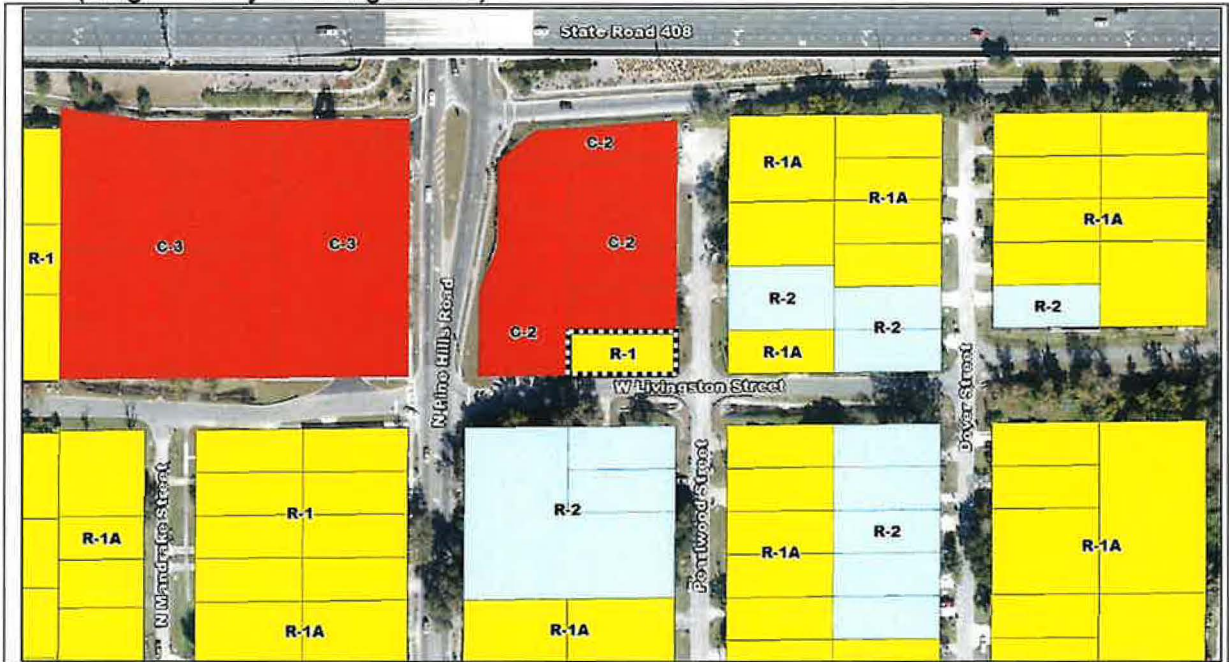 State Road 408
C-2
R-1A
R-1A
R-1A
C-3
C-3
C-2
R-1
R-2
R-2
R-2
C-2
R-1
R-1A
N Pine Hills Road
W Livingston Street
Dover Street
N Mandrake Street
R-1A
R-1
R-2
Pearlwood Street
R-1A
R-2
R-1A
R-1A
R-1A